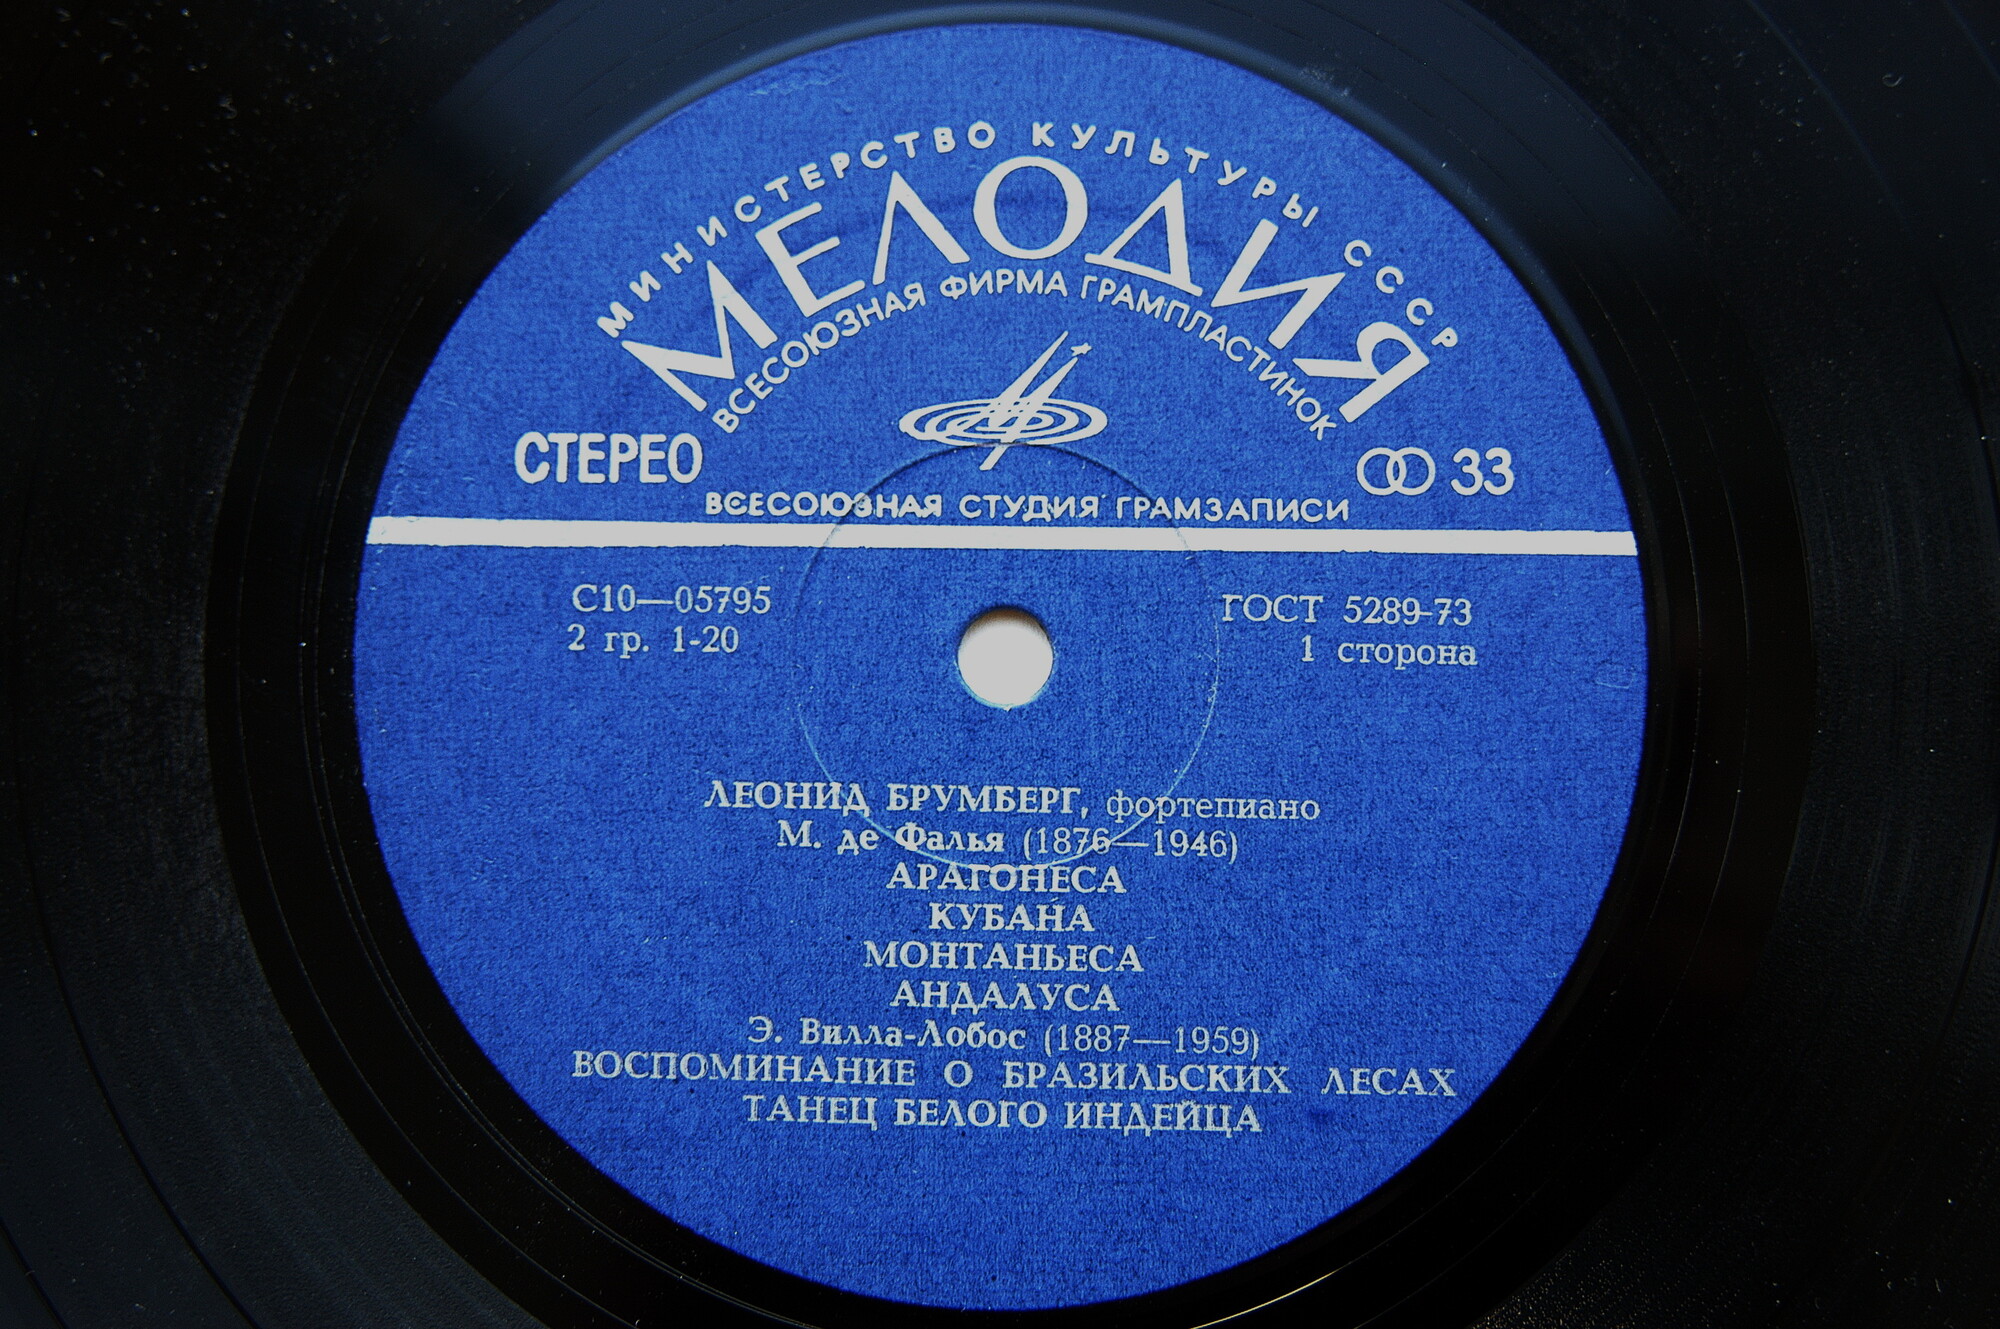 МИНИСТЕРСТВО КУЛЬТУРЫ СССР
МЕЛОДИЯ
ВСЕСОЮЗНАЯ ФИРМА ГРАМПЛАСТИНОК
СТЕРЕО
33
ВСЕСОЮЗНАЯ СТУДИЯ ГРАМЗАПИСИ
С10—05795
ГОСТ 5289-73
2 гр. 1-20
1 сторона
ЛЕОНИД БРУМБЕРГ, фортепиано
М. де Фалья (1876—1946)
АРАГОНЕСА
КУБАНА
МОНТАНЬЕСА
АНДАЛУСА
Э. Вилла-Лобос (1887—1959)
ВОСПОМИНАНИЕ О БРАЗИЛЬСКИХ ЛЕСАХ
ТАНЕЦ БЕЛОГО ИНДЕЙЦА